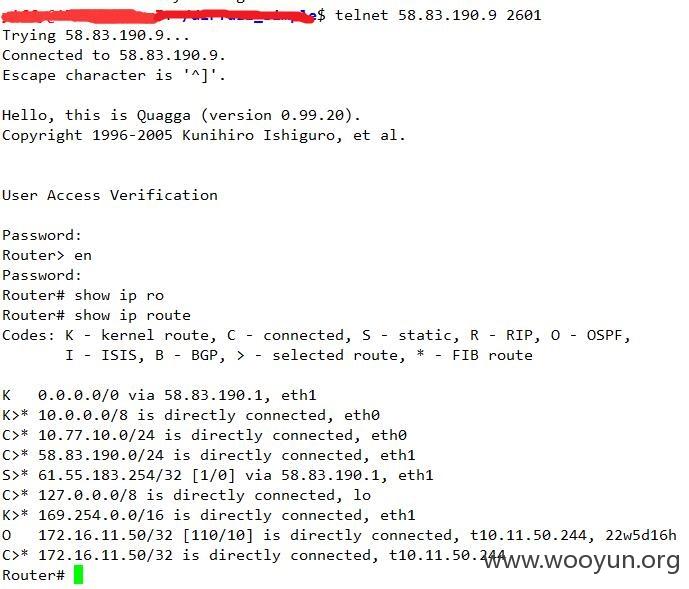 $ telnet 58.83.190.9 2601
Trying 58.83.190.9...
Connected to 58.83.190.9.
Escape character is '^]'.
Hello, this is Quagga (version 0.99.20).
Copyright 1996-2005 Kunihiro Ishiguro, et al.
User Access Verification
Password:
Router> en
Password:
Router# show ip ro
Router# show ip route
Codes: K - kernel route, C - connected, S - static, R - RIP, O - OSPF,
I - ISIS, B - BGP, > - selected route, * - FIB route
K   0.0.0.0/0 via 58.83.190.1, eth1
K>* 10.0.0.0/8 is directly connected, eth0
C>* 10.77.10.0/24 is directly connected, eth0
C>* 58.83.190.0/24 is directly connected, eth1
S>* 61.55.183.254/32 [1/0] via 58.83.190.1, eth1
C>* 127.0.0.0/8 is directly connected, lo
K>* 169.254.0.0/16 is directly connected, eth1
O   172.16.11.50/32 [110/10] is directly connected, t10.11.50.244, 22w5d16h
C>* 172.16.11.50/32 is directly connected, t10.11.50.244
www.wooyun.org
Router#